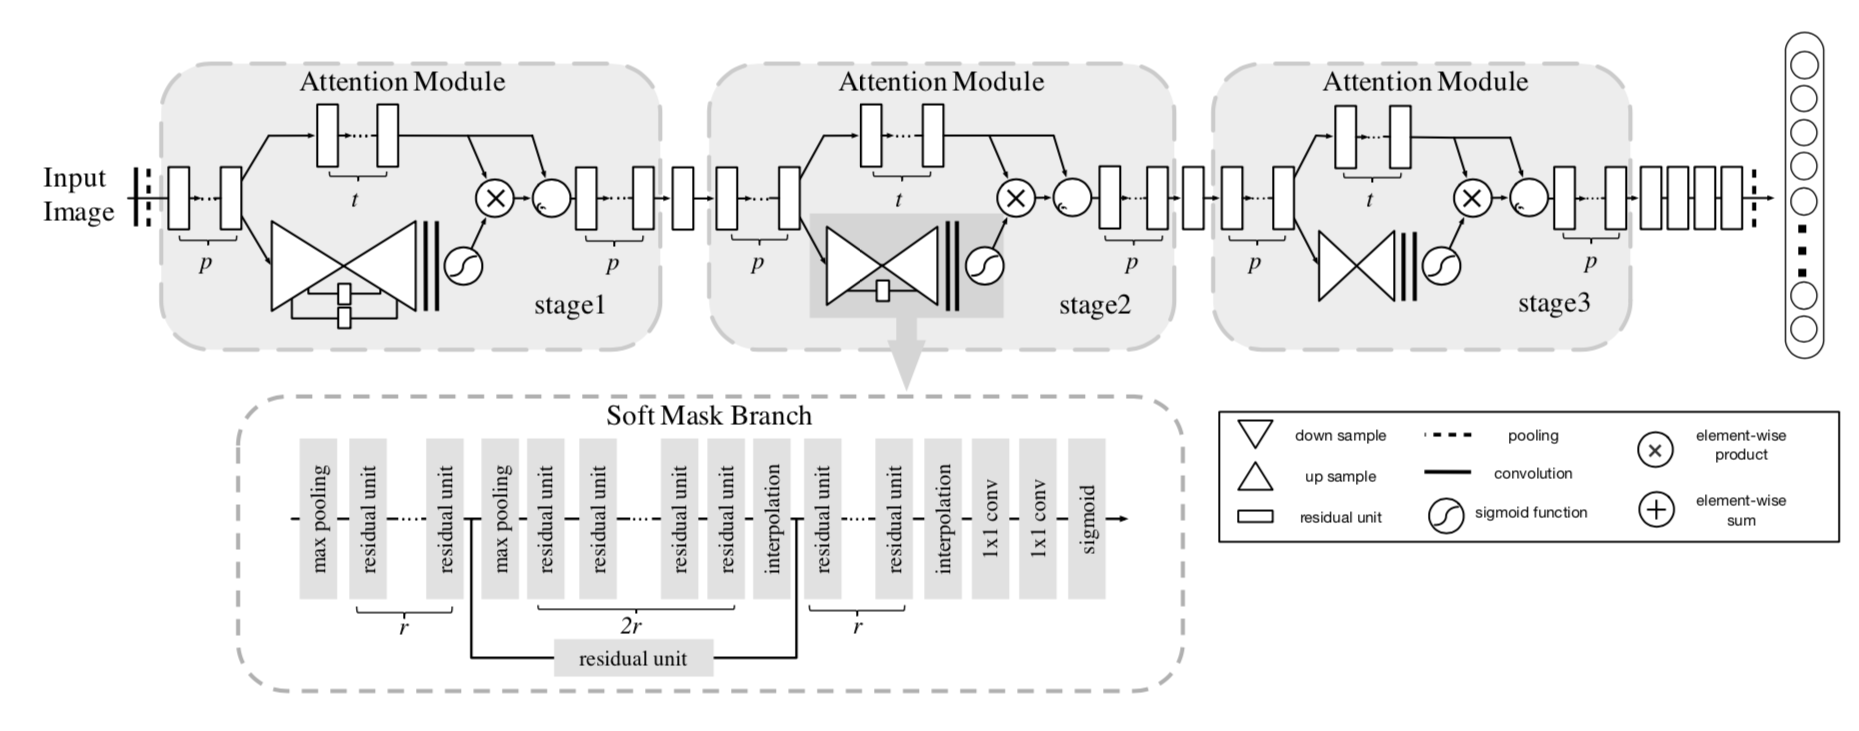 Attention Module
Attention Module
Attention Module
Input
Image
t
t
t
p
p
p
p
p
p
stage1
stage2
stage3
Soft Mask Branch
max pooling
residual unit
residual unit
max pooling
residual unit
residual unit
residual unit
residual unit
interpolation
residual unit
residual unit
interpolation
1x1 conv
1x1 conv
sigmoid
r
2r
r
residual unit
down sample
up sample
residual unit
pooling
convolution
sigmoid function
element-wise
product
element-wise
sum